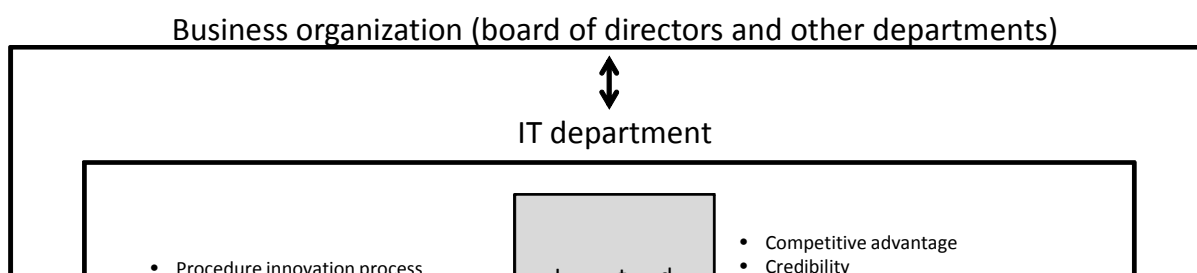 Business organization (board of directors and other departments)
IT department
• Competitive advantage
• Procedure innovation process
• Credibility